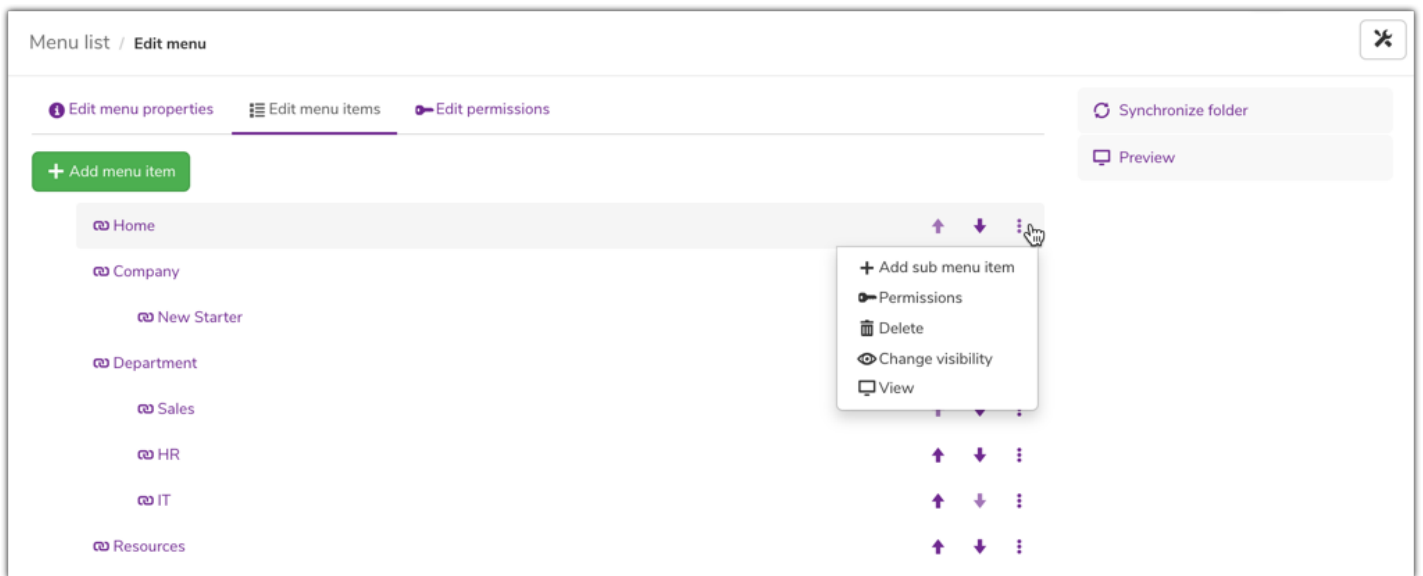 Menu list / Edit menu
Edit menu properties
Edit menu items
Edit permissions
Synchronize folder
Preview
Add menu item
Home
Add sub menu item
Permissions
Delete
Change visibility
View
Company
New Starter
Department
Sales
HR
IT
Resources